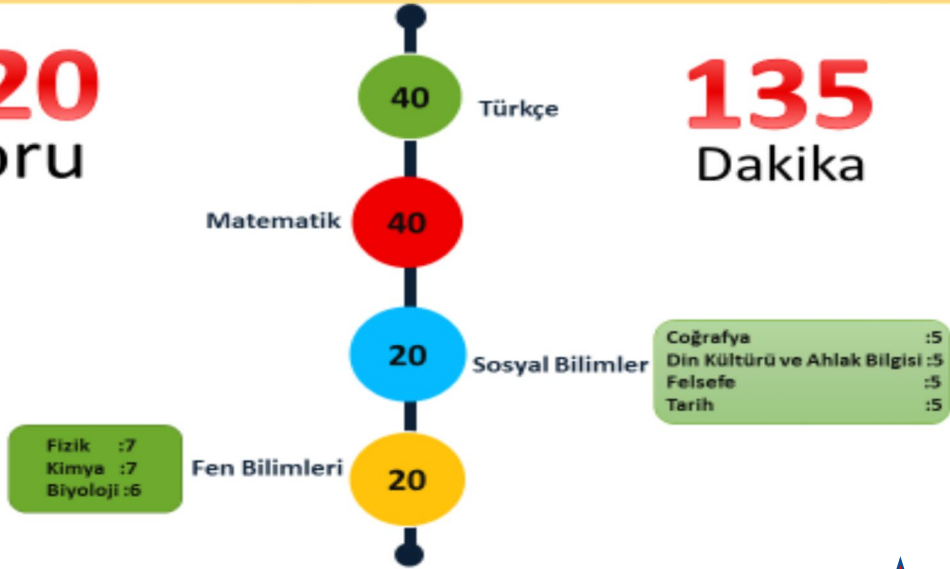 20
oru
40
Türkçe
135
Dakika
Matematik
40
20
Sosyal Bilimler
Coğrafya :5
Din Kültürü ve Ahlak Bilgisi :5
Felsefe :5
Tarih :5
Fizik :7
Kimya :7
Biyoloji :6
Fen Bilimleri
20